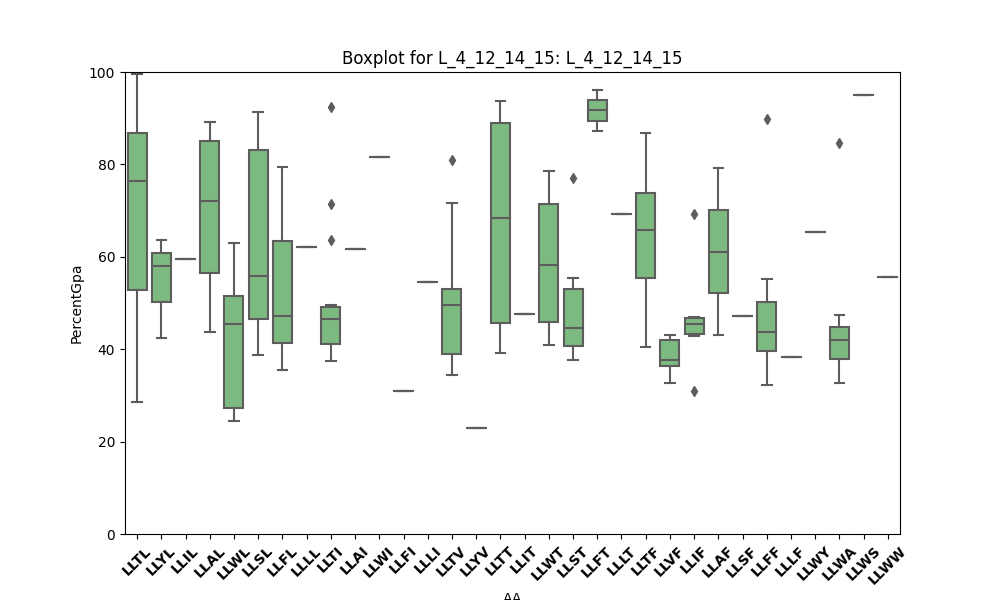 Boxplot for L_4_12_14_15: L_4_12_14_15
100
80
60
40
20
0
PercentGpa
LLTL LLYL LLIL LLAL LLWL LLSL LLFL LLLL LLTI LLAI LLWI LLFI LLLI LLTV LLYV LLTT LLIT LLWT LLST LLFT LLLT LLTF LLVF LLIF LLAF LLSF LLFF LLLF LLWY LLWA LLWS LLWW
AA